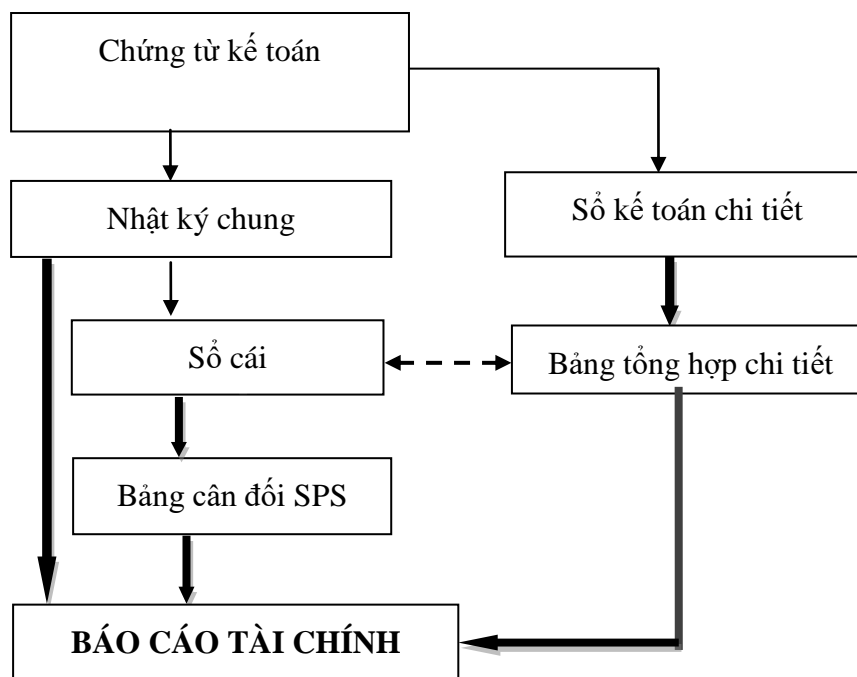 Chứng từ kế toán
Nhật ký chung
Sổ kế toán chi tiết
Sổ cái
Bảng tổng hợp chi tiết
Bảng cân đối SPS
BÁO CÁO TÀI CHÍNH